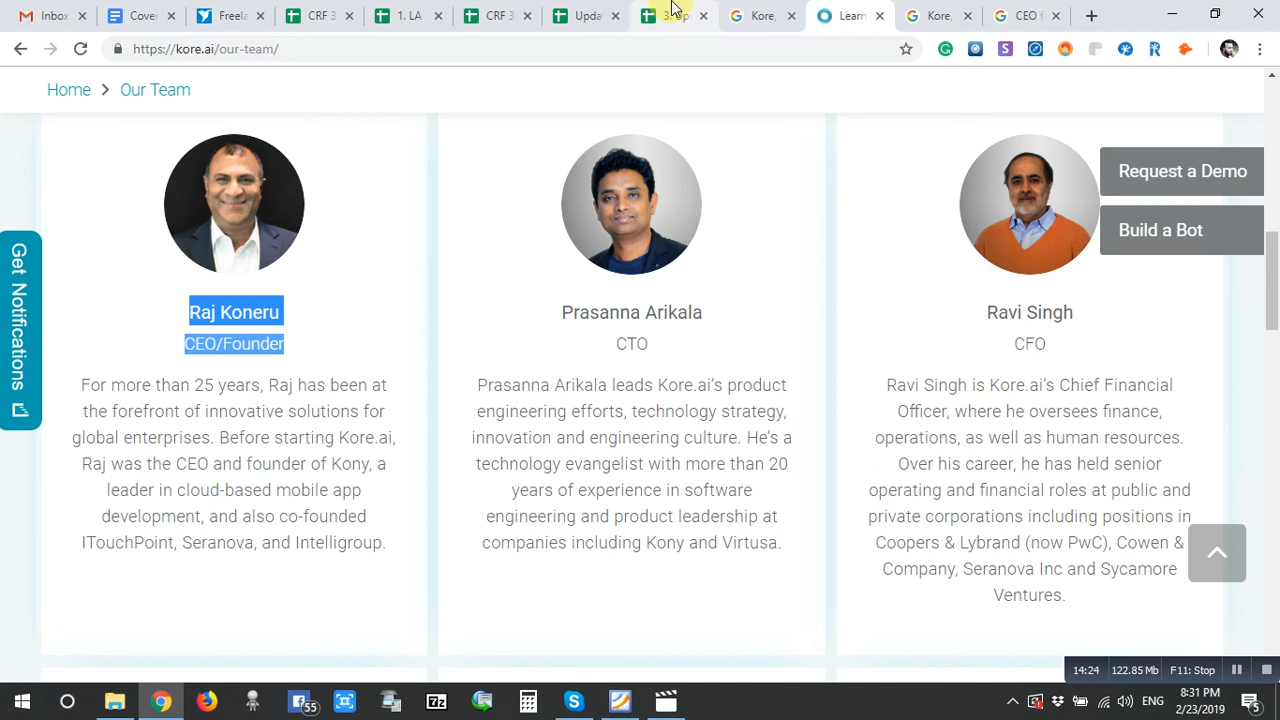 Inbox
Cover
Freela
CRF 3
1. LA
CRF 3
Upda
Kore,
Learn
Kore,
CEO f
https://kore.ai/our-team/
Home > Our Team
Request a Demo
Build a Bot
Get Notifications
Raj Koneru
CEO/Founder
For more than 25 years, Raj has been at
the forefront of innovative solutions for
global enterprises. Before starting Kore.ai,
Raj was the CEO and founder of Kony, a
leader in cloud-based mobile app
development, and also co-founded
ITouchPoint, Seranova, and Intelligroup.
Prasanna Arikala
CTO
Prasanna Arikala leads Kore.ai's product
engineering efforts, technology strategy,
innovation and engineering culture. He's a
technology evangelist with more than 20
years of experience in software
engineering and product leadership at
companies including Kony and Virtusa.
Ravi Singh
CFO
Ravi Singh is Kore.ai's Chief Financial
Officer, where he oversees finance,
operations, as well as human resources.
Over his career, he has held senior
operating and financial roles at public and
private corporations including positions in
Coopers & Lybrand (now PwC), Cowen &
Company, Seranova Inc and Sycamore
Ventures.
14:24 122.85 Mb F11: Stop
55
7z
ENG
8:31 PM
2/23/2019
5